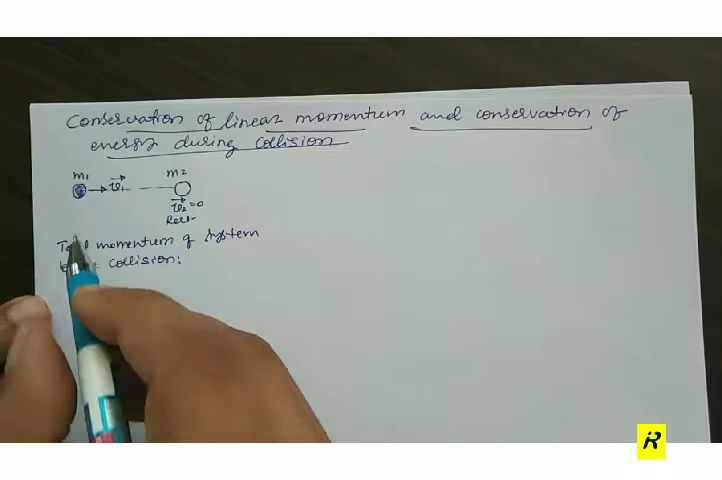 Conservation of linear momentum and conservation of
energy during collision
m1 m2
v1
v2=0
Rest
momentum of system
collision:
R